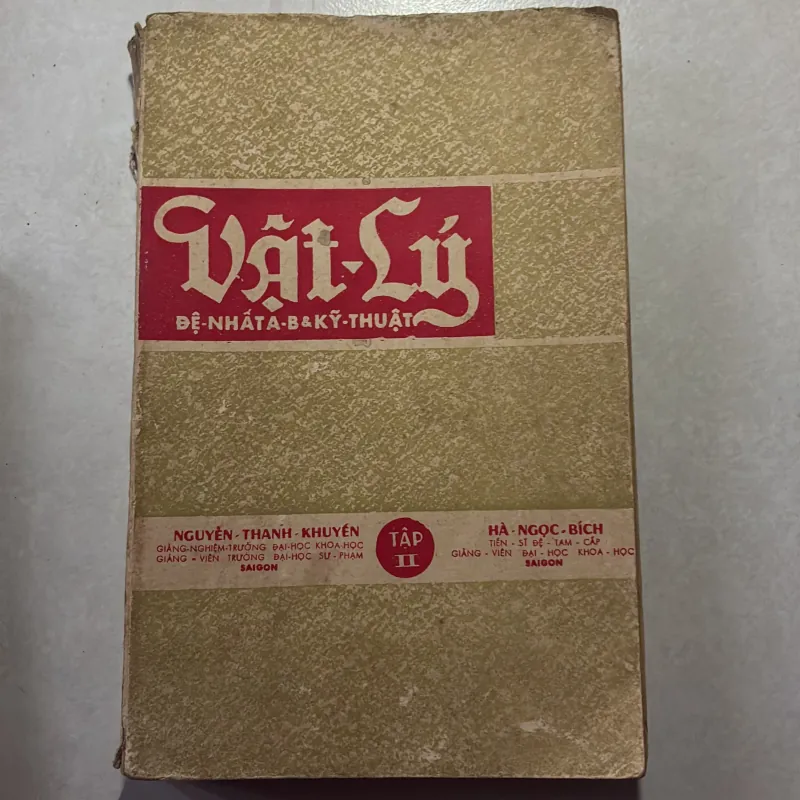 Vật-Lý
ĐỆ-NHẤT A-B & KỸ-THUẬT
NGUYỄN - THANH - KHUYẾN
GIẢNG-NGHIỆM-TRƯỞNG ĐẠI-HỌC KHOA-HỌC
GIẢNG - VIÊN TRƯỜNG ĐẠI-HỌC SƯ - PHẠM
SAIGON
TẬP
II
HÀ - NGỌC - BÍCH
TIẾN - SĨ ĐỆ - TAM - CẤP
GIẢNG - VIÊN ĐẠI - HỌC KHOA - HỌC
SAIGON